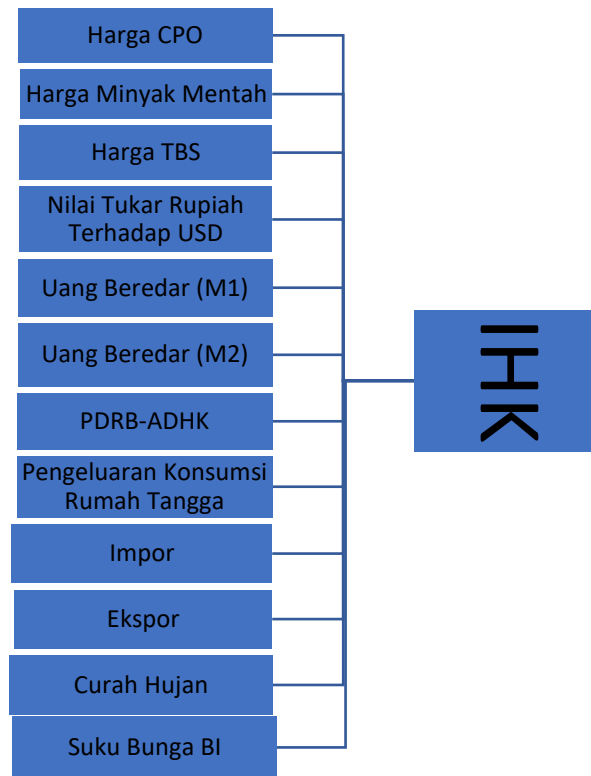 Harga CPO
Harga Minyak Mentah
Harga TBS
Nilai Tukar Rupiah
Terhadap USD
Uang Beredar (M1)
Uang Beredar (M2)
PDRB-ADHK
Pengeluaran Konsumsi
Rumah Tangga
Impor
Ekspor
Curah Hujan
Suku Bunga BI
IHK